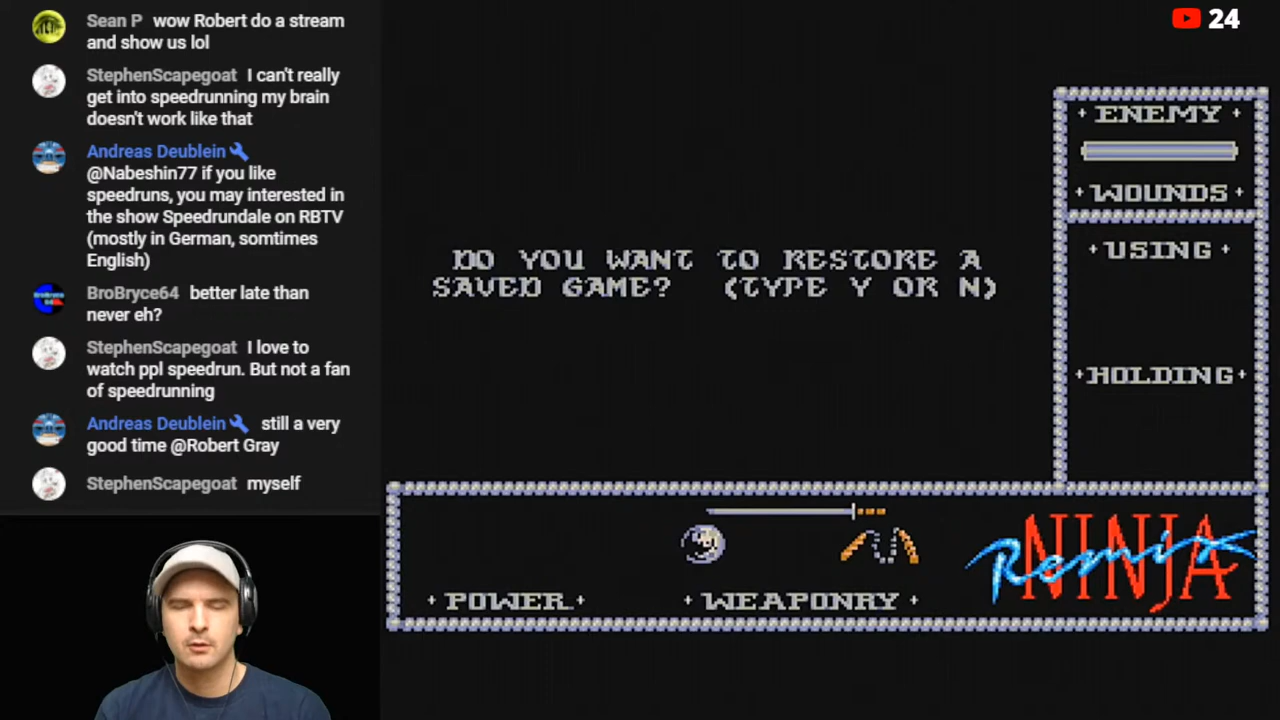 Sean P wow Robert do a stream
and show us lol
StephenScapegoat I can't really
get into speedrunning my brain
doesn't work like that
Andreas Deublein
@Nabeshin77 if you like
speedruns, you may interested in
the show Speedrundale on RBTV
(mostly in German, somtimes
English)
BroBryce64 better late than
never eh?
StephenScapegoat I love to
watch ppl speedrun. But not a fan
of speedrunning
Andreas Deublein still a very
good time @Robert Gray
StephenScapegoat myself
24
ENEMY
WOUNDS
USING
HOLDING
DO YOU WANT TO RESTORE A
SAVED GAME? (TYPE Y OR N)
POWER
WEAPONRY
NINJA
Remix